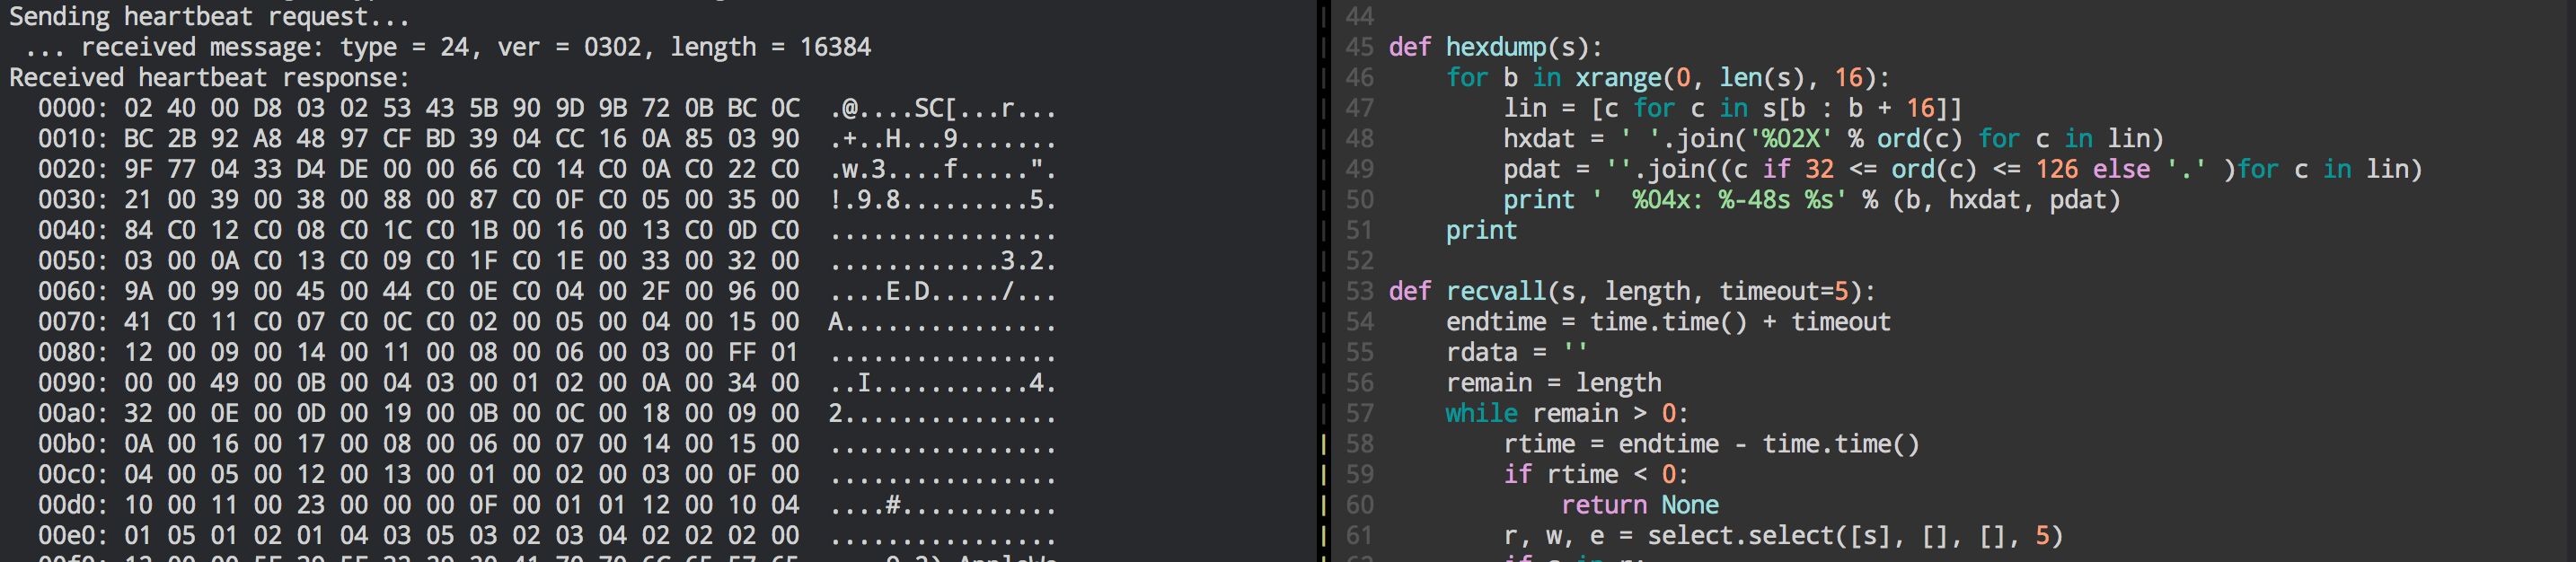 Sending heartbeat request...
 ... received message: type = 24, ver = 0302, length = 16384
Received heartbeat response:
  0000: 02 40 00 D8 03 02 53 43 5B 90 9D 9B 72 0B BC 0C  .@....SC[...r...
  0010: BC 2B 92 A8 48 97 CF BD 39 04 CC 16 0A 85 03 90  .+..H...9.......
  0020: 9F 77 04 33 D4 DE 00 00 66 C0 14 C0 0A C0 22 C0  .w.3....f.....".
  0030: 21 00 39 00 38 00 88 00 87 C0 0F C0 05 00 35 00  !.9.8.........5.
  0040: 84 C0 12 C0 08 C0 1C C0 1B 00 16 00 13 C0 0D C0  ................
  0050: 03 00 0A C0 13 C0 09 C0 1F C0 1E 00 33 00 32 00  ............3.2.
  0060: 9A 00 99 00 45 00 44 C0 0E C0 04 00 2F 00 96 00  ....E.D...../...
  0070: 41 C0 11 C0 07 C0 0C C0 02 00 05 00 04 00 15 00  A...............
  0080: 12 00 09 00 14 00 11 00 08 00 06 00 03 00 FF 01  ................
  0090: 00 00 49 00 0B 00 04 03 00 01 02 00 0A 00 34 00  ..I...........4.
  00a0: 32 00 0E 00 0D 00 19 00 0B 00 0C 00 18 00 09 00  2...............
  00b0: 0A 00 16 00 17 00 08 00 06 00 07 00 14 00 15 00  ................
  00c0: 04 00 05 00 12 00 13 00 01 00 02 00 03 00 0F 00  ................
  00d0: 10 00 11 00 23 00 00 00 0F 00 01 01 12 00 10 04  ....#...........
  00e0: 01 05 01 02 01 04 03 05 03 02 03 04 02 02 02 00  ................
44
45 def hexdump(s):
46     for b in xrange(0, len(s), 16):
47         lin = [c for c in s[b : b + 16]]
48         hxdat = ' '.join('%02X' % ord(c) for c in lin)
49         pdat = ''.join((c if 32 <= ord(c) <= 126 else '.' )for c in lin)
50         print '  %04x: %-48s %s' % (b, hxdat, pdat)
51     print
52
53 def recvall(s, length, timeout=5):
54     endtime = time.time() + timeout
55     rdata = ''
56     remain = length
57     while remain > 0:
58         rtime = endtime - time.time()
59         if rtime < 0:
60             return None
61         r, w, e = select.select([s], [], [], 5)